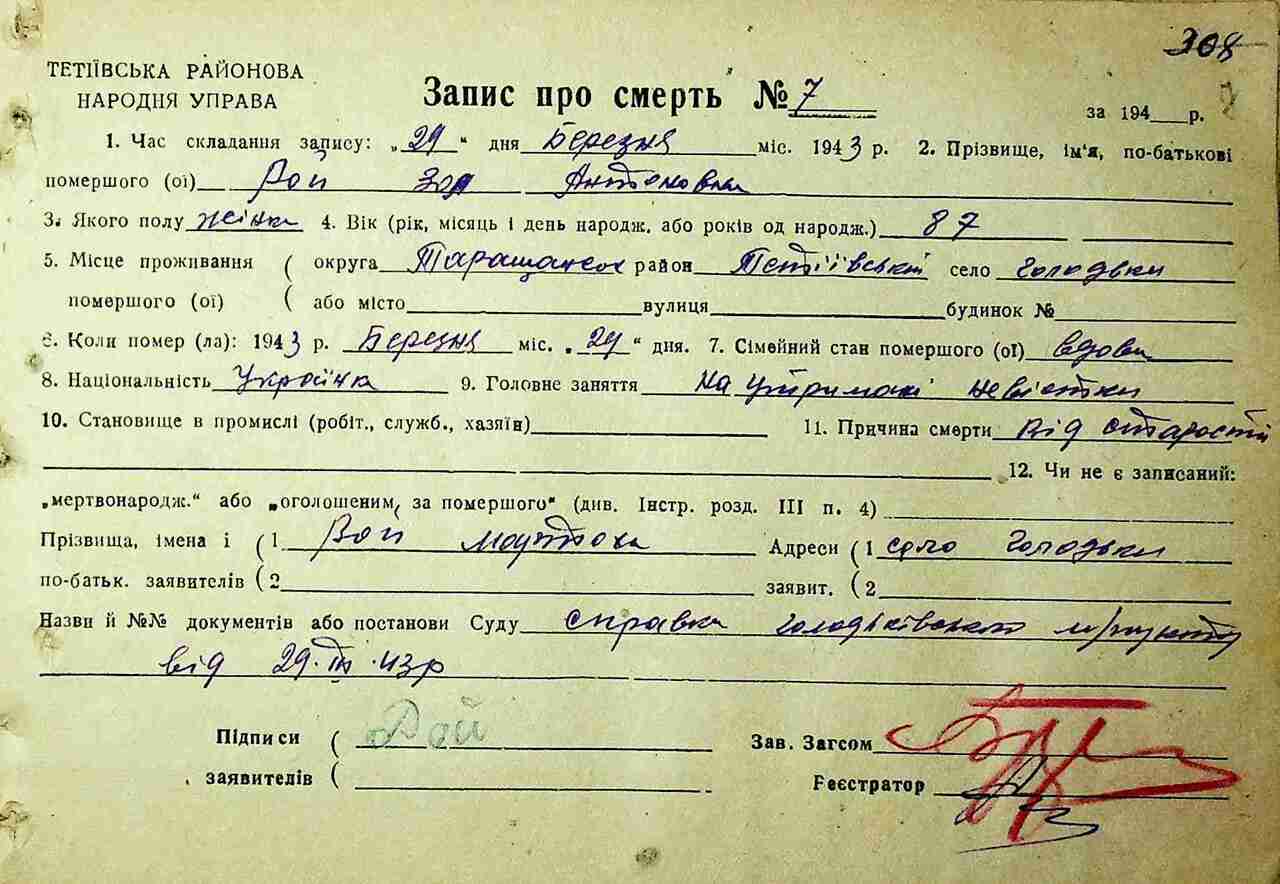 308
ТЕТІЇВСЬКА РАЙОНОВА
НАРОДНЯ УПРАВА
Запис про смерть № 7
за 194___р.
1. Час складання запису: „29“ дня Березня міс. 1943 р. 2. Прізвище, ім'я, по-батькові
помершого (ої) Рой Зоя Антоновна
3. Якого полу жінка 4. Вік (рік, місяць і день народж. або років од народж.) 87
5. Місце проживання ( округа район Тетіївський село Голодьки
помершого (ої) ( або місто вулиця будинок №
6. Коли помер (ла): 1943 р. Березня міс. „29“ дня. 7. Сімейний стан помершого (ої) вдова
8. Національність Українка 9. Головне заняття на утримані невістки
10. Становище в промислі (робіт., служб., хазяїн) 11. Причина смерти від старости
12. Чи не є записаний:
„мертвонародж.“ або „оголошеним, за помершого“ (див. Інстр. розд. III п. 4)
Прізвища, імена і (1 Рой Адреси (1 село Голодьки
по-батьк. заявителів (2 заявит. (2
Назви й №№ документів або постанови Суду справка
від 29.III.43р
Підписи ( Рой Зав. Загсом
заявителів ( Реєстратор